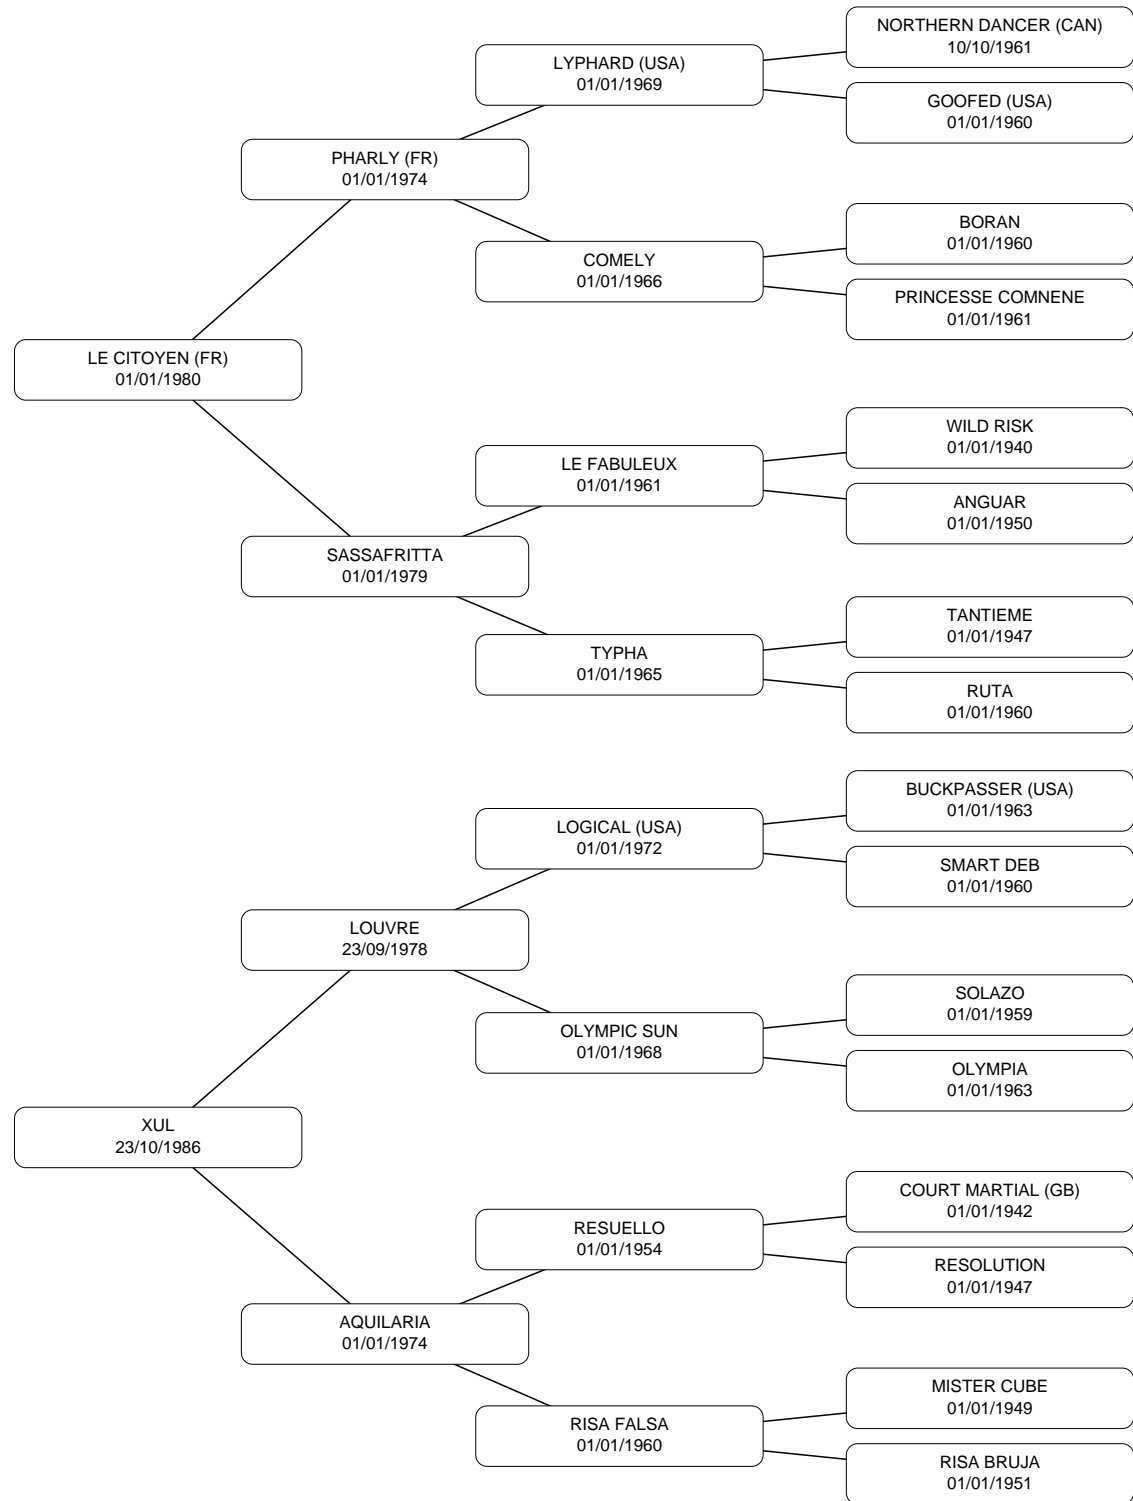 NORTHERN DANCER (CAN)
10/10/1961
LYPHARD (USA)
01/01/1969
GOOFED (USA)
01/01/1960
PHARLY (FR)
01/01/1974
BORAN
01/01/1960
COMELY
01/01/1966
PRINCESSE COMNENE
01/01/1961
LE CITOYEN (FR)
01/01/1980
WILD RISK
01/01/1940
LE FABULEUX
01/01/1961
ANGUAR
01/01/1950
SASSAFRITTA
01/01/1979
TANTIEME
01/01/1947
TYPHA
01/01/1965
RUTA
01/01/1960
BUCKPASSER (USA)
01/01/1963
LOGICAL (USA)
01/01/1972
SMART DEB
01/01/1960
LOUVRE
23/09/1978
SOLAZO
01/01/1959
OLYMPIC SUN
01/01/1968
OLYMPIA
01/01/1963
XUL
23/10/1986
COURT MARTIAL (GB)
01/01/1942
RESUELLO
01/01/1954
RESOLUTION
01/01/1947
AQUILARIA
01/01/1974
MISTER CUBE
01/01/1949
RISA FALSA
01/01/1960
RISA BRUJA
01/01/1951